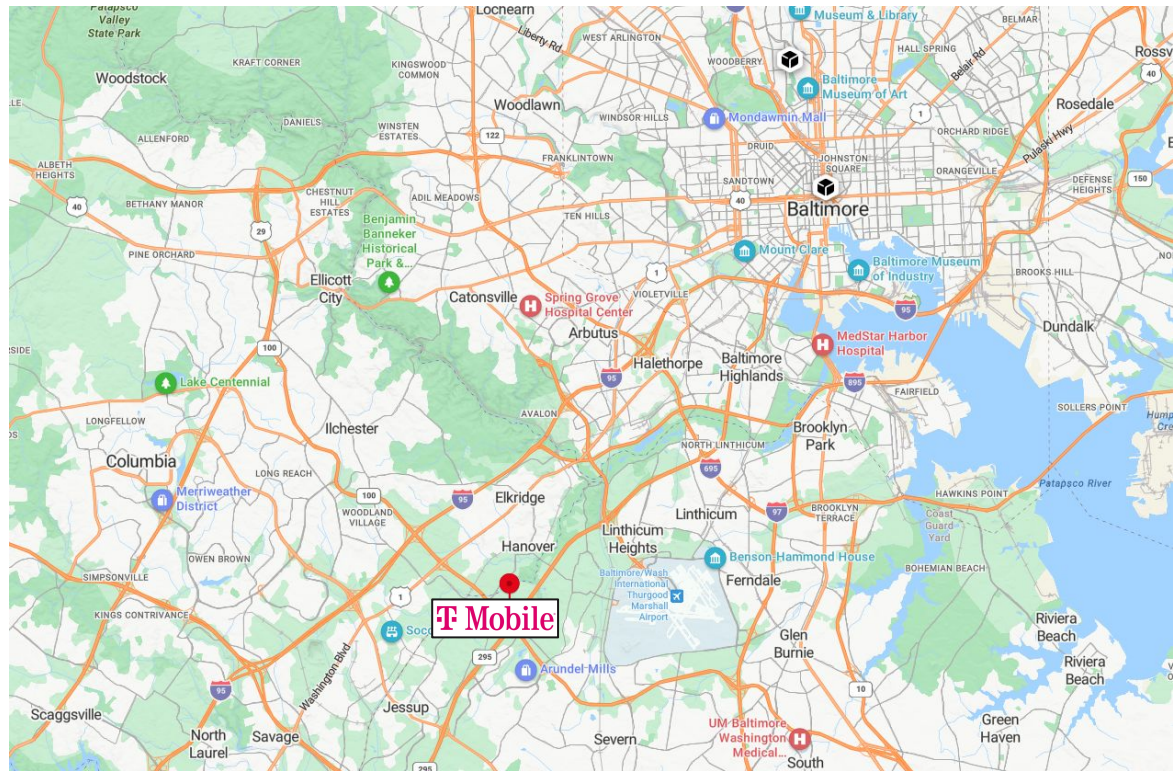 Patapsco
Valley
State Park
Lochearn
Museum & Library
BELMAR
WEST ARLINGTON
Liberty Rd
HALL SPRING
Belair Rd
KRAFT CORNER
KINGSWOOD
COMMON
WOODBERRY
40
Woodstock
Baltimore
Museum of Art
Woodlawn
Rosedale
DANIELS
WINSTEN
ESTATES
WINDSOR HILLS
Mondawmin Mall
1
ALLENFORD
122
ORCHARD RIDGE
Pulaski Hwy
DRUID
JOHNSTON
SQUARE
FRANKLINTOWN
ALBETH
HEIGHTS
SANDTOWN
ORANGEVILLE
150
CHESTNUT
HILL
ESTATES
ADIL MEADOWS
DEFENSE
HEIGHTS
40
BETHANY MANOR
40
Baltimore
TEN HILLS
29
Benjamin
Banneker
Historical
Park &...
PINE ORCHARD
Mount Clare
Baltimore Museum
of Industry
1
BROOKS HILL
Ellicott
City
VIOLETVILLE
Catonsville
Spring Grove
Hospital Center
95
Dundalk
Arbutus
100
MedStar Harbor
Hospital
Halethorpe
Baltimore
Highlands
Lake Centennial
95
895
FAIRFIELD
SOLLERS POINT
LONGFELLOW
AVALON
Ilchester
Brooklyn
Park
NORTH LINTHICUM
Columbia
LONG REACH
695
Patapsco River
Merriweather
District
100
95
Elkridge
HAWKINS POINT
WOODLAND
VILLAGE
Linthicum
97
BROOKLYN
TERRACE
Coast
Guard
Yard
Linthicum
Heights
Hanover
OWEN BROWN
Benson-Hammond House
BOHEMIAN BEACH
SIMPSONVILLE
Baltimore/Wash
International
Thurgood
Marshall
Airport
Ferndale
1
KINGS CONTRIVANCE
T Mobile
Riviera
Beach
Glen
Burnie
295
Arundel Mills
Riviera
Beach
Washington Blvd
95
10
Jessup
Scaggsville
Green
Haven
North
Laurel
Savage
Severn
UM Baltimore
Washington
Medical...
South
295